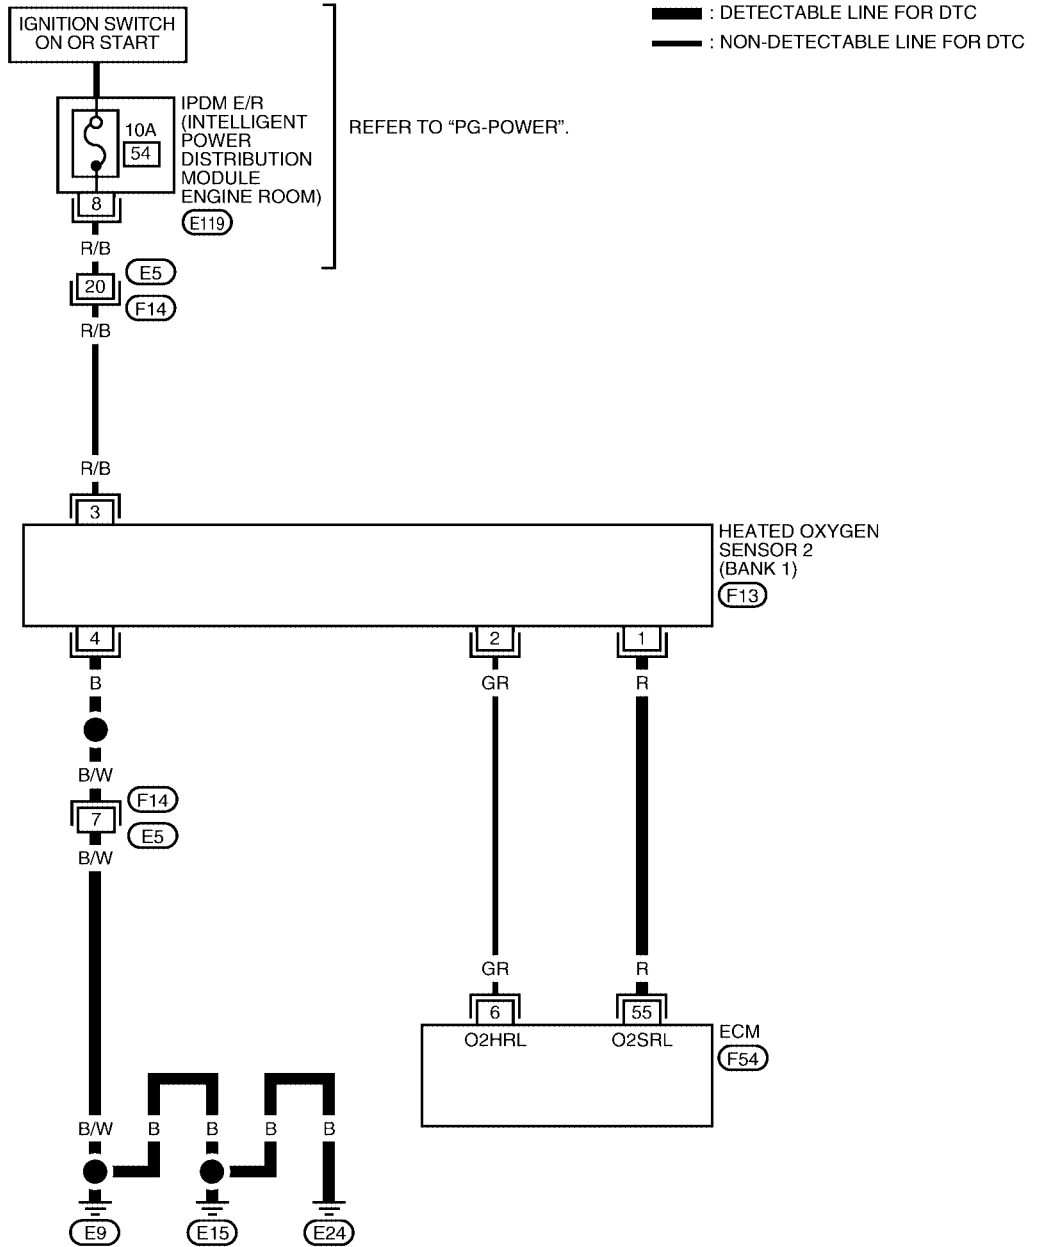 IGNITION SWITCH
ON OR START
: DETECTABLE LINE FOR DTC
: NON-DETECTABLE LINE FOR DTC
IPDM E/R
(INTELLIGENT
POWER
DISTRIBUTION
MODULE
ENGINE ROOM)
E119
10A
54
REFER TO “PG-POWER”.
8
R/B
E5
20
F14
R/B
R/B
3
HEATED OXYGEN
SENSOR 2
(BANK 1)
F13
4
2
1
B
GR
R
B/W
F14
7
E5
B/W
GR
R
6
55
O2HRL
O2SRL
ECM
F54
B/W
B
B
B
B
E9
E15
E24